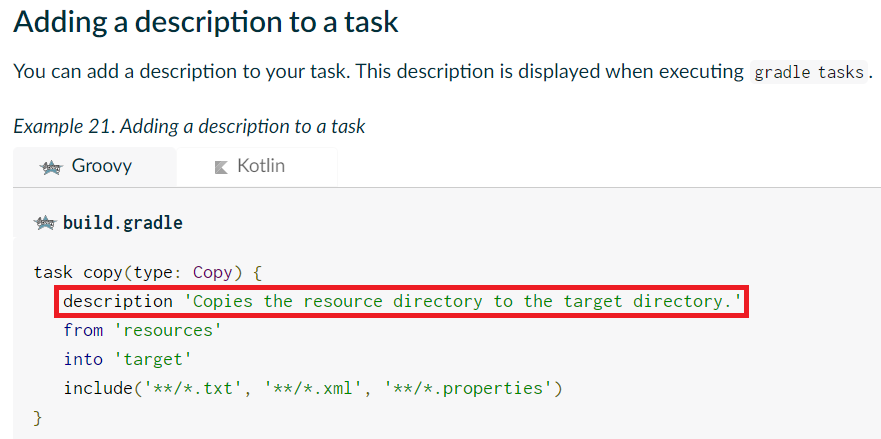 Adding a description to a task
You can add a description to your task. This description is displayed when executing gradle tasks.
Example 21. Adding a description to a task
Groovy Kotlin
build.gradle
task copy(type: Copy) {
description 'Copies the resource directory to the target directory.'
from 'resources'
into 'target'
include('**/*.txt', '**/*.xml', '**/*.properties')
}